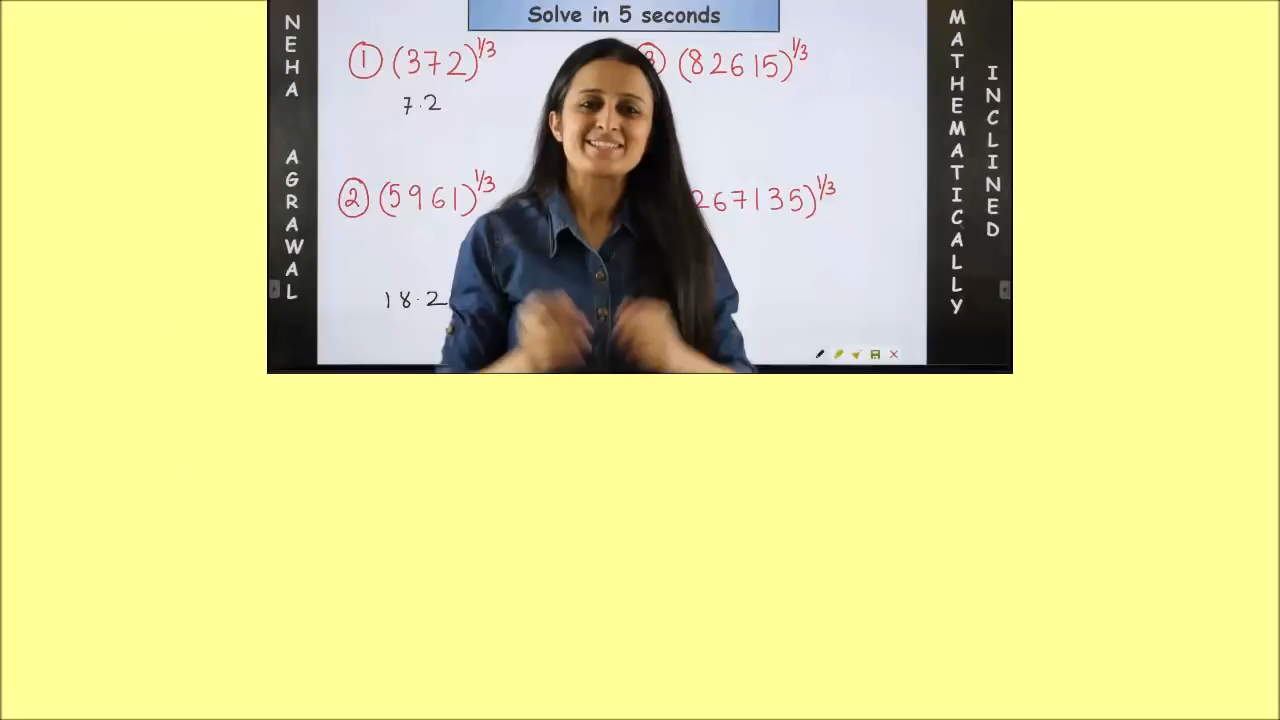 Solve in 5 seconds
NEHA AGRAWAL
① (372)^1/3
7.2
② (5961)^1/3
18.2
③ (82615)^1/3
267135)^1/3
MATHEMATICALLY
INCLINED